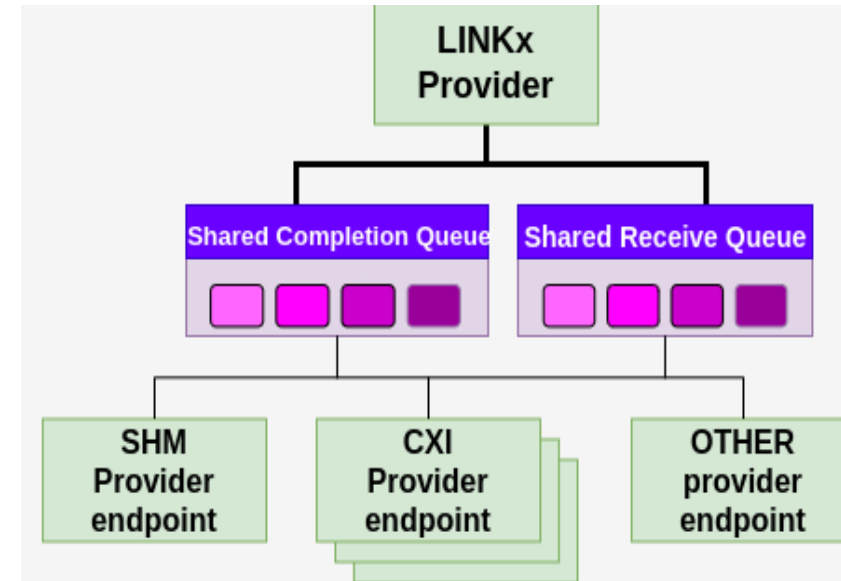 LINKx
Provider
Shared Completion Queue
Shared Receive Queue
SHM
Provider
endpoint
CXI
Provider
endpoint
OTHER
provider
endpoint